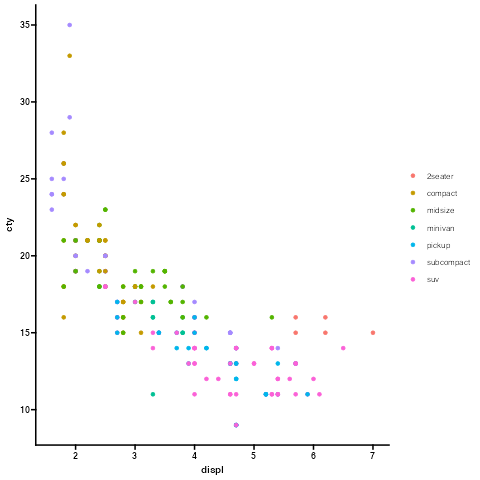 35
30
25
20
15
10
cty
2
3
4
5
6
7
displ
2seater
compact
midsize
minivan
pickup
subcompact
suv